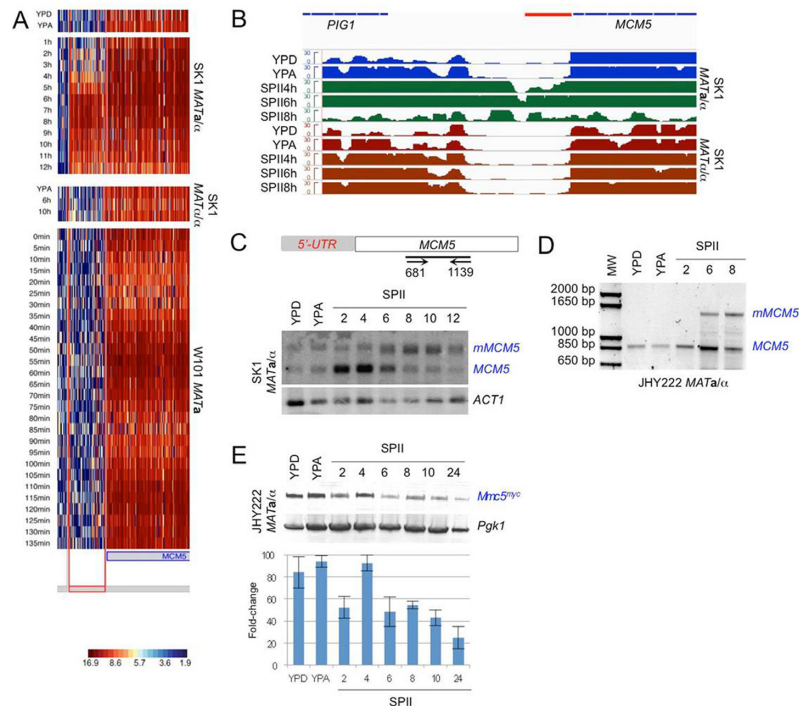 A
YPD
YPA
1h
2h
3h
4h
5h
6h
7h
8h
9h
10h
11h
12h
SK1
MATa/α
YPA
6h
10h
SK1
MATα/α
0min
5min
10min
15min
20min
25min
30min
35min
40min
45min
50min
55min
60min
65min
70min
75min
80min
85min
90min
95min
100min
105min
110min
115min
120min
125min
130min
135min
W101 MATa
MCM5
16.9 8.6 5.7 3.6 1.9
B
PIG1 MCM5
YPD
YPA
SPII4h
SPII6h
SPII8h
SK1
MATa/α
YPD
YPA
SPII4h
SPII6h
SPII8h
SK1
MATα/α
C
5'-UTR MCM5
681 1139
SPII
YPD YPA 2 4 6 8 10 12
SK1
MATa/α
mMCM5
MCM5
ACT1
D
SPII
MW YPD YPA 2 6 8
2000 bp
1650 bp
1000 bp
850 bp
650 bp
mMCM5
MCM5
JHY222 MATa/α
E
SPII
YPD YPA 2 4 6 8 10 24
JHY222
MATa/α
Mmc5myc
Pgk1
Fold-change
100
80
60
40
20
0
YPD YPA 2 4 6 8 10 24
SPII